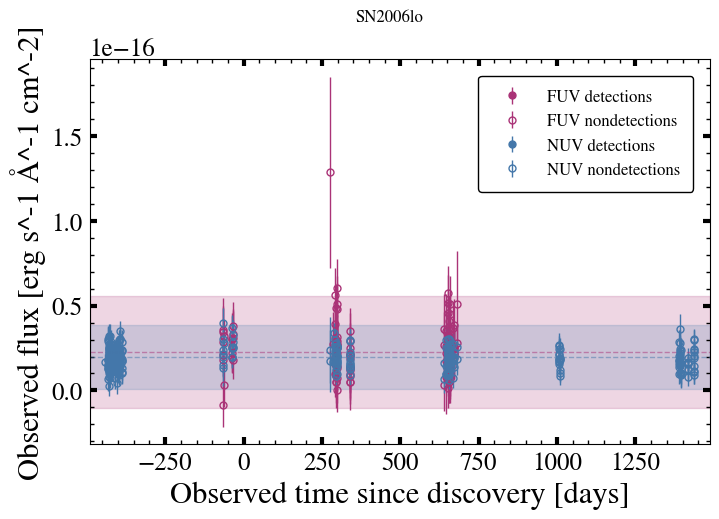 SN2006lo
1e−16
Observed flux [erg s^-1 Å^-1 cm^-2]
1.5
1.0
0.5
0.0
FUV detections
FUV nondetections
NUV detections
NUV nondetections
−250 0 250 500 750 1000 1250
Observed time since discovery [days]